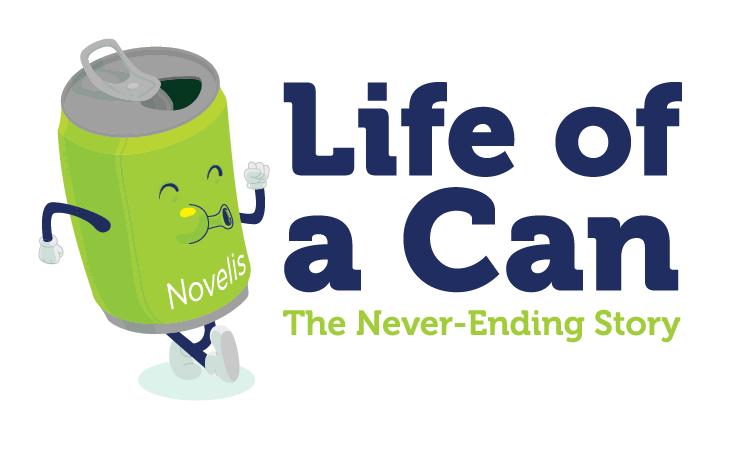 Life of
a Can
The Never-Ending Story
Novelis